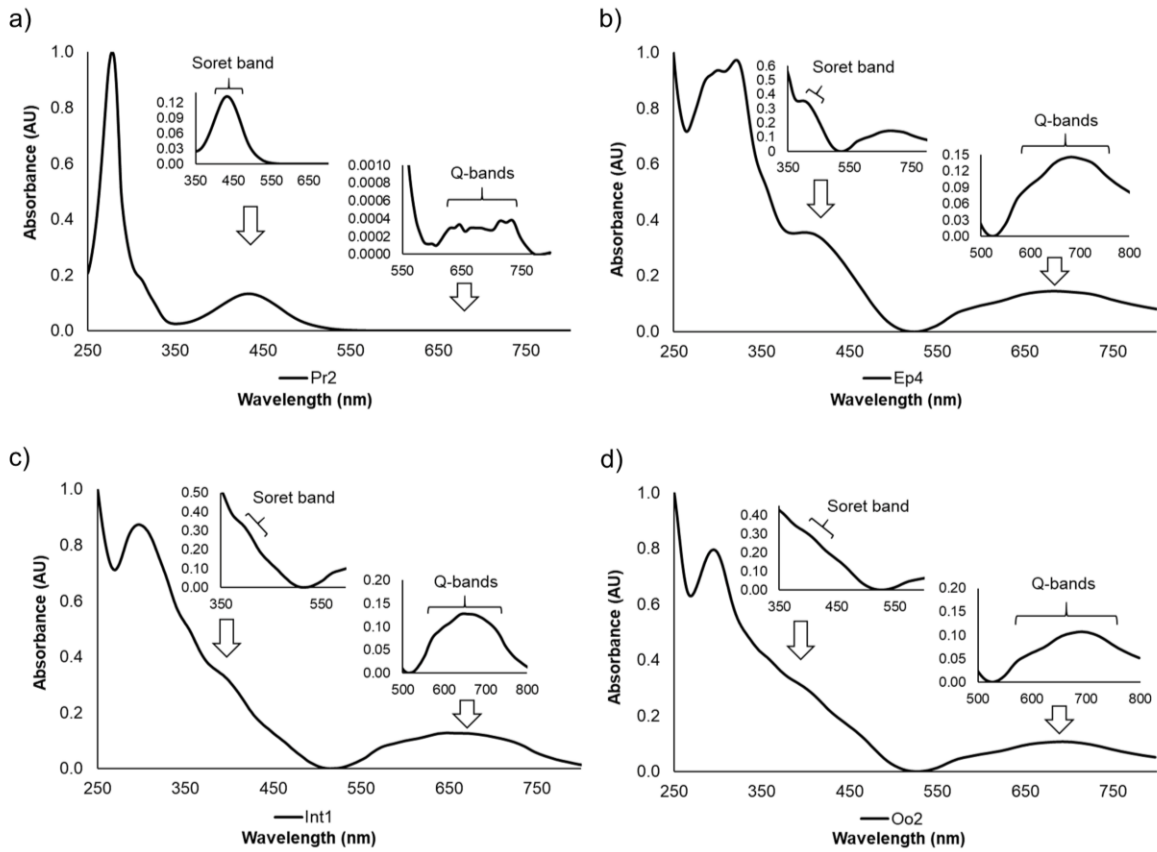 a)
Absorbance (AU)
1.0
0.8
0.6
0.4
0.2
0.0
250 350 450 550 650 750
Pr2
Wavelength (nm)
Soret band
0.12
0.09
0.06
0.03
0.00
350 450 550 650
Q-bands
0.0010
0.0008
0.0006
0.0004
0.0002
0.0000
550 650 750
b)
Absorbance (AU)
1.0
0.8
0.6
0.4
0.2
0.0
250 350 450 550 650 750
Ep4
Wavelength (nm)
Soret band
0.6
0.5
0.4
0.3
0.2
0.1
0
350 550 750
Q-bands
0.15
0.12
0.09
0.06
0.03
0.00
500 600 700 800
c)
Absorbance (AU)
1.0
0.8
0.6
0.4
0.2
0.0
250 350 450 550 650 750
Int1
Wavelength (nm)
Soret band
0.50
0.40
0.30
0.20
0.10
0.00
350 550
Q-bands
0.20
0.15
0.10
0.05
0.00
500 600 700 800
d)
Absorbance (AU)
1.0
0.8
0.6
0.4
0.2
0.0
250 350 450 550 650 750
Oo2
Wavelength (nm)
Soret band
0.40
0.30
0.20
0.10
0.00
350 450 550
Q-bands
0.20
0.15
0.10
0.05
0.00
500 600 700 800